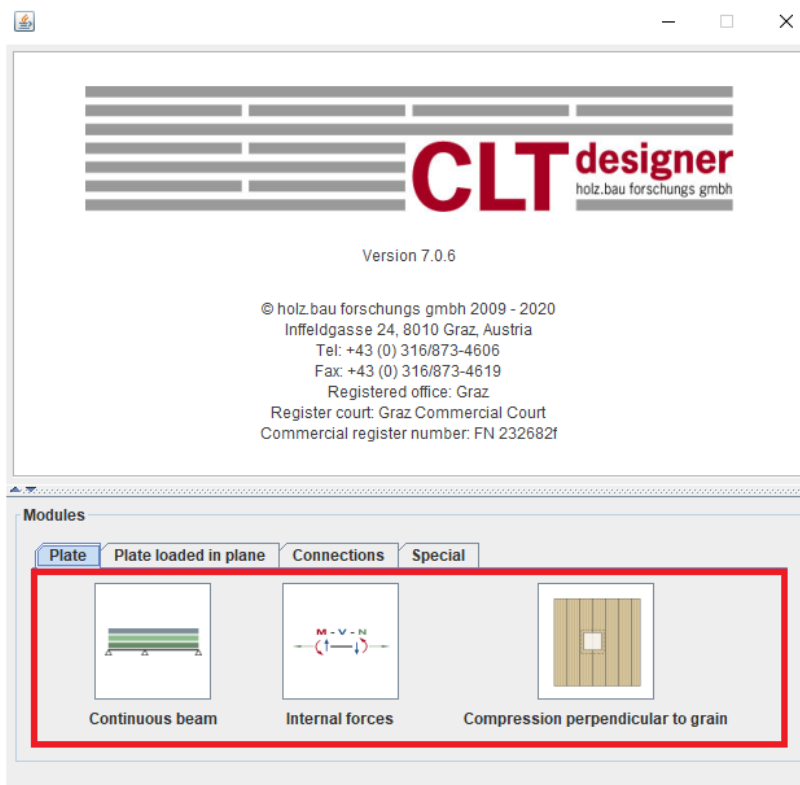 CLT designer
holz.bau forschungs gmbh
Version 7.0.6
© holz.bau forschungs gmbh 2009 - 2020
Inffeldgasse 24, 8010 Graz, Austria
Tel: +43 (0) 316/873-4606
Fax: +43 (0) 316/873-4619
Registered office: Graz
Register court: Graz Commercial Court
Commercial register number: FN 232682f
Modules
Plate Plate loaded in plane Connections Special
M - V - N
Continuous beam Internal forces Compression perpendicular to grain